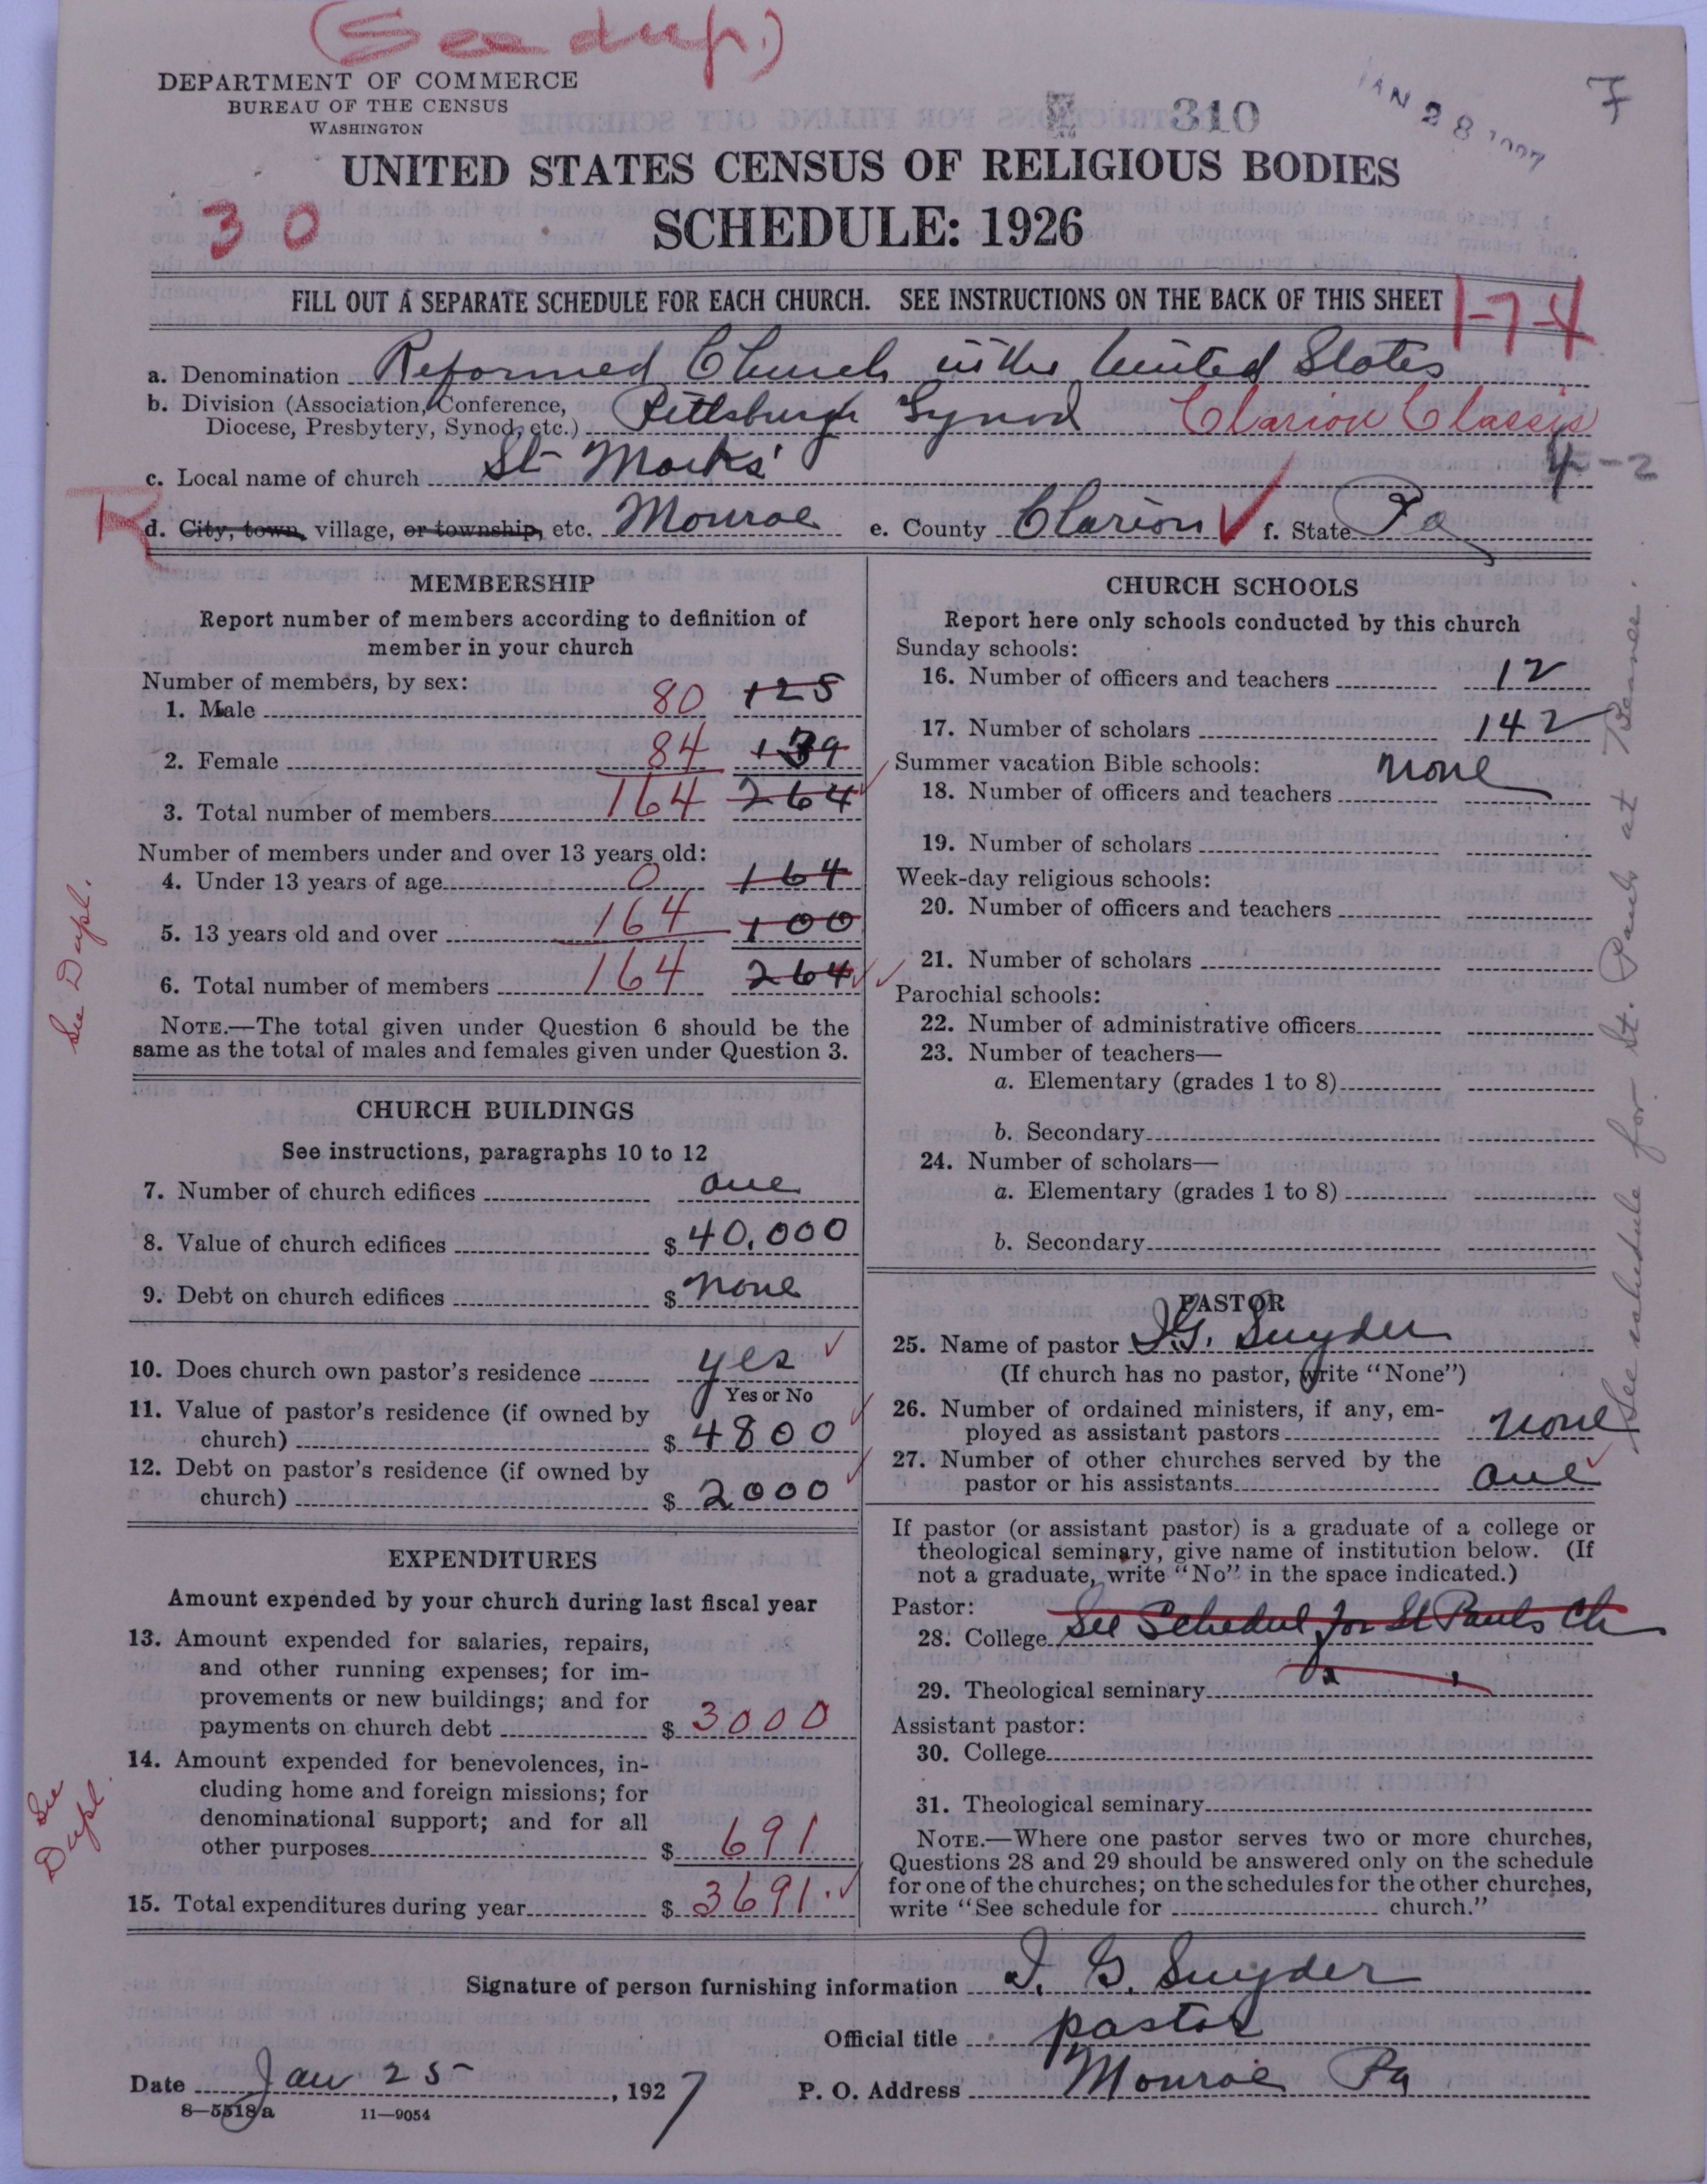 (See dup.)
DEPARTMENT OF COMMERCE
BUREAU OF THE CENSUS
WASHINGTON
310
JAN 28 1927
7
UNITED STATES CENSUS OF RELIGIOUS BODIES
30
SCHEDULE: 1926
FILL OUT A SEPARATE SCHEDULE FOR EACH CHURCH. SEE INSTRUCTIONS ON THE BACK OF THIS SHEET
1-7-4
a. Denomination Reformed Church in the United States
b. Division (Association, Conference,
Diocese, Presbytery, Synod, etc.) Pittsburgh Synod Clarion Classis
4-2
c. Local name of church St Marks'
R
d. City, town, village, or township, etc. Monroe e. County Clarion f. State Pa
MEMBERSHIP
Report number of members according to definition of
member in your church
Number of members, by sex:
1. Male 80 125
2. Female 84 139
3. Total number of members 164 264
Number of members under and over 13 years old:
4. Under 13 years of age 0 164
5. 13 years old and over 164 100
6. Total number of members 164 264
See Dupl.
NOTE.—The total given under Question 6 should be the
same as the total of males and females given under Question 3.
CHURCH BUILDINGS
See instructions, paragraphs 10 to 12
7. Number of church edifices one
8. Value of church edifices $ 40,000
9. Debt on church edifices $ none
10. Does church own pastor's residence yes
Yes or No
11. Value of pastor's residence (if owned by
church) $ 4800
12. Debt on pastor's residence (if owned by
church) $ 2000
EXPENDITURES
Amount expended by your church during last fiscal year
13. Amount expended for salaries, repairs,
and other running expenses; for im-
provements or new buildings; and for
payments on church debt $ 3000
14. Amount expended for benevolences, in-
cluding home and foreign missions; for
denominational support; and for all
other purposes $ 691
See
Dupl.
15. Total expenditures during year $ 3691.
CHURCH SCHOOLS
Report here only schools conducted by this church
Sunday schools:
16. Number of officers and teachers 12
17. Number of scholars 142
Summer vacation Bible schools:
18. Number of officers and teachers none
19. Number of scholars
Week-day religious schools:
20. Number of officers and teachers
21. Number of scholars
Parochial schools:
22. Number of administrative officers
23. Number of teachers—
a. Elementary (grades 1 to 8)
b. Secondary
24. Number of scholars—
a. Elementary (grades 1 to 8)
b. Secondary
See schedule for St. Pauls at Beaner.
PASTOR
25. Name of pastor I.G. Snyder
(If church has no pastor, write "None")
26. Number of ordained ministers, if any, em-
ployed as assistant pastors none
27. Number of other churches served by the
pastor or his assistants one
If pastor (or assistant pastor) is a graduate of a college or
theological seminary, give name of institution below. (If
not a graduate, write "No" in the space indicated.)
Pastor:
28. College See Schedul for St Pauls Ch
29. Theological seminary " "
Assistant pastor:
30. College
31. Theological seminary
NOTE.—Where one pastor serves two or more churches,
Questions 28 and 29 should be answered only on the schedule
for one of the churches; on the schedules for the other churches,
write "See schedule for church."
Signature of person furnishing information I. G. Snyder
Official title pastor
Date Jan 25, 1927 P. O. Address Monroe Pa
8—5518a 11—9054